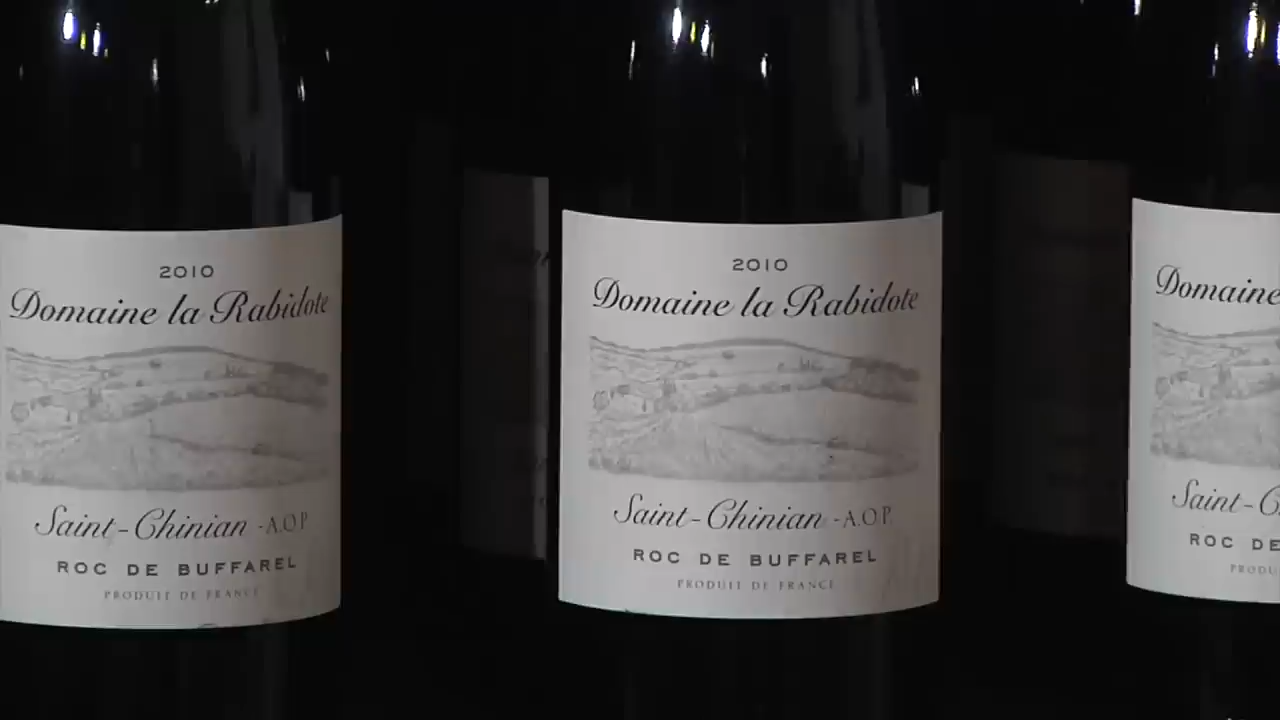 2010
Domaine la Rabidote
Saint-Chinian -A.O.P.
ROC DE BUFFAREL
PRODUIT DE FRANCE
2010
Domaine la Rabidote
Saint-Chinian -A.O.P.
ROC DE BUFFAREL
PRODUIT DE FRANCE
Domaine
ROC DE